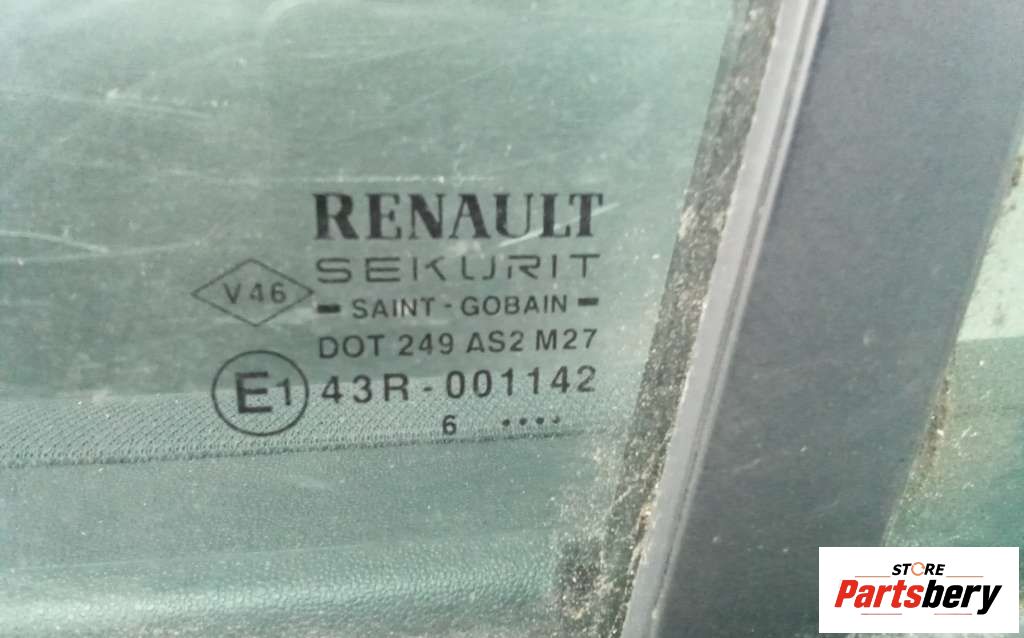 RENAULT
SEKURIT
V46
SAINT - GOBAIN
DOT 249 AS2 M27
E1 43R - 001142
6 ....
STORE
Partsbery